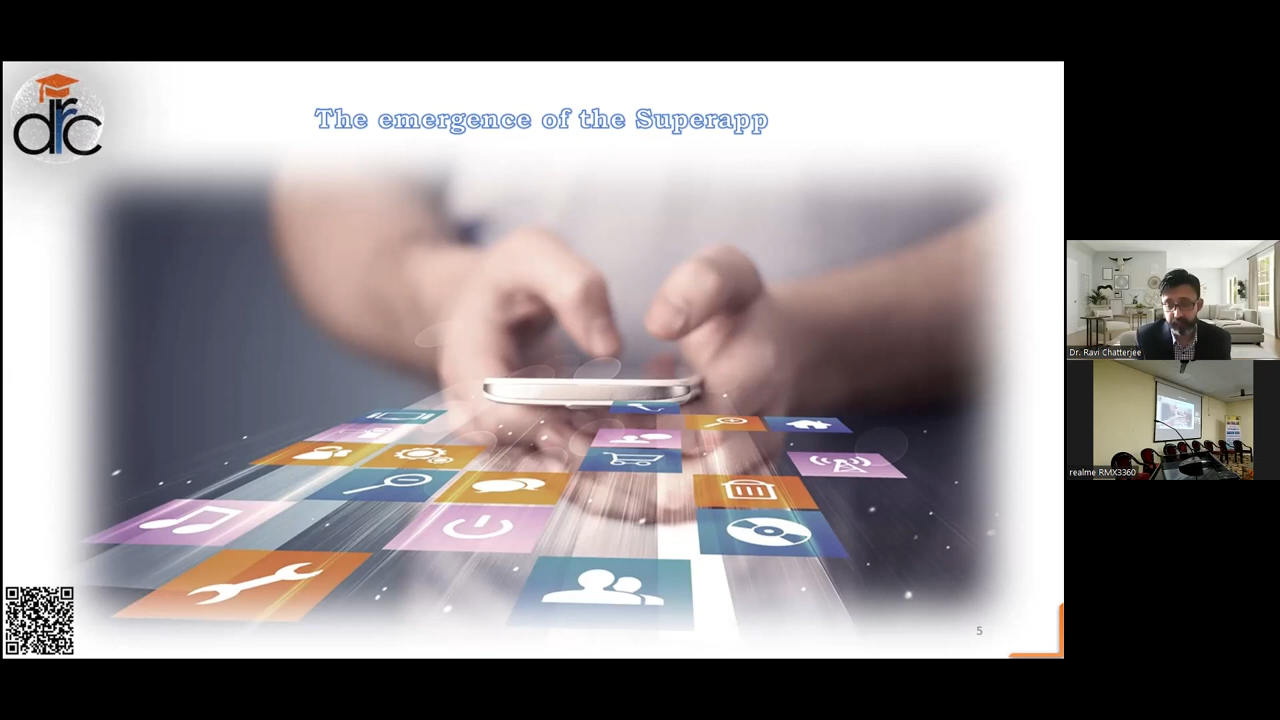 drc
The emergence of the Superapp
5
Dr. Ravi Chatterjee
realme RMX3360